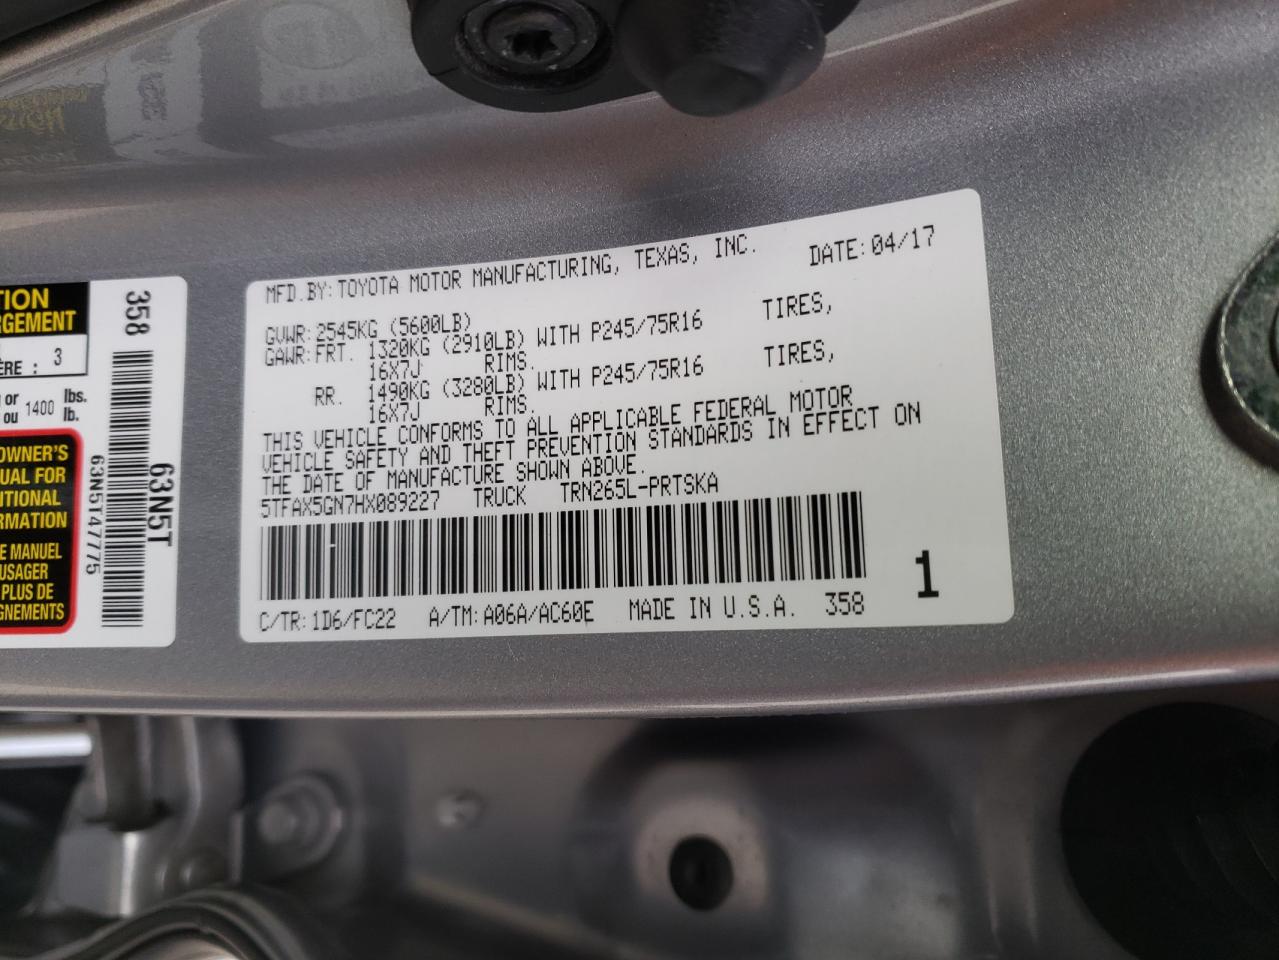 TION
RGEMENT
ÈRE : 3
or lbs.
ou 1400 lb.
OWNER'S
UAL FOR
ITIONAL
RMATION
E MANUEL
USAGER
PLUS DE
GNEMENTS
358
63N5T47775
63N5T
MFD.BY:TOYOTA MOTOR MANUFACTURING, TEXAS, INC. DATE:04/17
GVWR:2545KG (5600LB)
GAWR:FRT. 1320KG (2910LB) WITH P245/75R16 TIRES,
16X7J RIMS.
RR. 1490KG (3280LB) WITH P245/75R16 TIRES,
16X7J RIMS.
THIS VEHICLE CONFORMS TO ALL APPLICABLE FEDERAL MOTOR
VEHICLE SAFETY AND THEFT PREVENTION STANDARDS IN EFFECT ON
THE DATE OF MANUFACTURE SHOWN ABOVE.
5TFAX5GN7HX089227 TRUCK TRN265L-PRTSKA
C/TR:1D6/FC22 A/TM:A06A/AC60E MADE IN U.S.A. 358
1